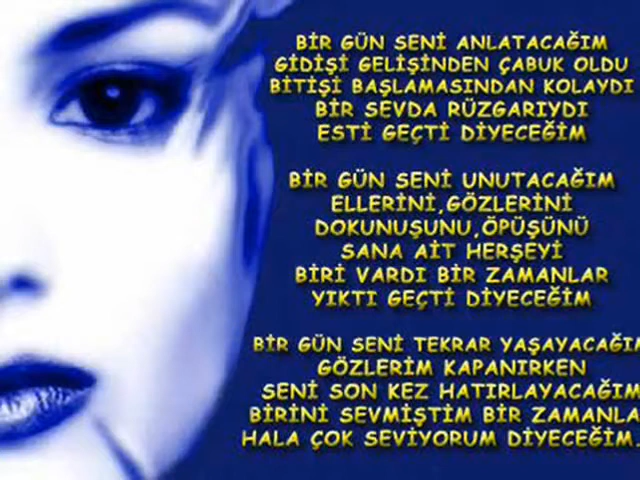 BİR GÜN SENİ ANLATACAĞIM
GİDİŞİ GELİŞİNDEN ÇABUK OLDU
BİTİŞİ BAŞLAMASINDAN KOLAYDI
BİR SEVDA RÜZGARIYDI
ESTİ GEÇTİ DİYECEĞİM
BİR GÜN SENİ UNUTACAĞIM
ELLERİNİ,GÖZLERİNİ
DOKUNUŞUNU,ÖPÜŞÜNÜ
SANA AİT HERŞEYİ
BİRİ VARDI BİR ZAMANLAR
YIKTI GEÇTİ DİYECEĞİM
BİR GÜN SENİ TEKRAR YAŞAYACAĞIM
GÖZLERİM KAPANIRKEN
SENİ SON KEZ HATIRLAYACAĞIM
BİRİNİ SEVMİŞTİM BİR ZAMANLA
HALA ÇOK SEVİYORUM DİYECEĞİM.